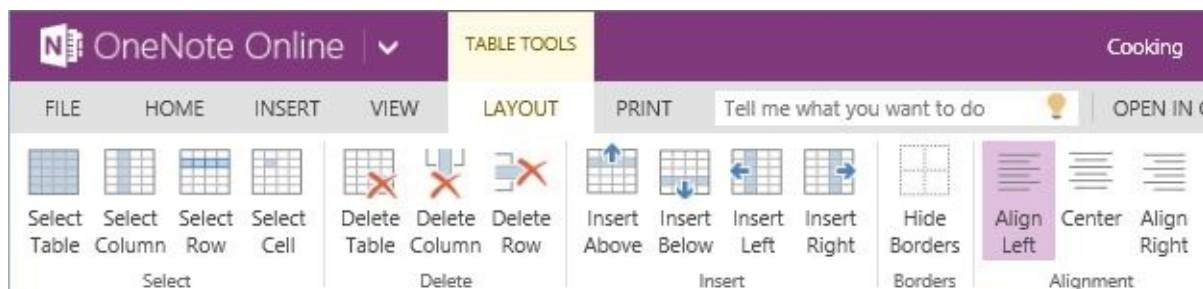 OneNote Online TABLE TOOLS Cooking
FILE HOME INSERT VIEW LAYOUT PRINT Tell me what you want to do OPEN IN
Select Table Select Column Select Row Select Cell Delete Table Delete Column Delete Row Insert Above Insert Below Insert Left Insert Right Hide Borders Align Left Center Align Right
Select Delete Insert Borders Alignment